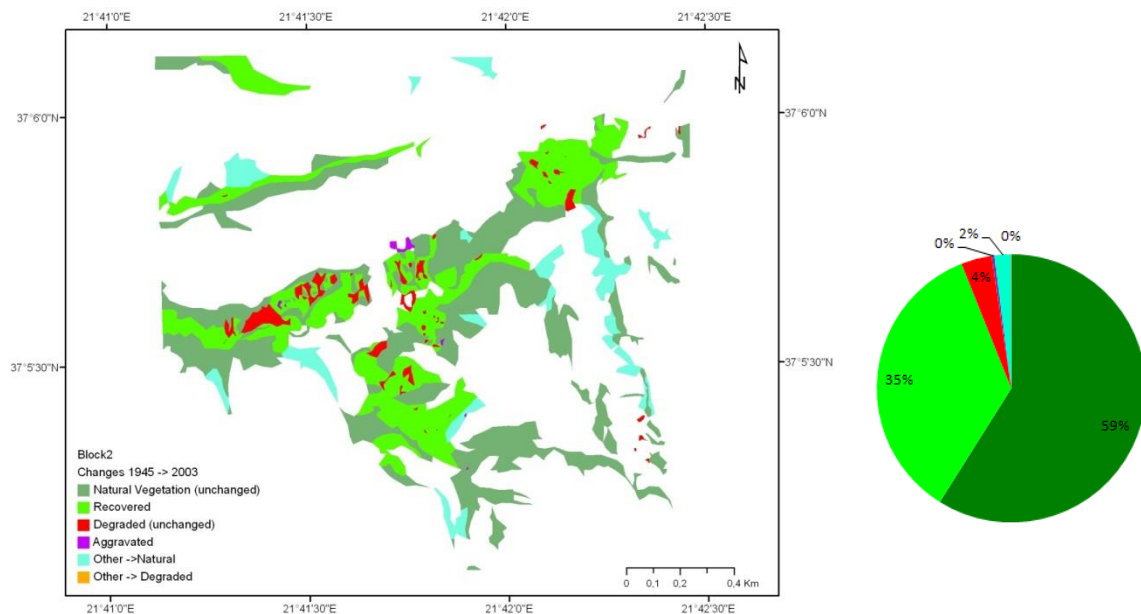 21°41'0"E 21°41'30"E 21°42'0"E 21°42'30"E
N
37°6'0"N 37°6'0"N
37°5'30"N 37°5'30"N
Block2
Changes 1945 -> 2003
Natural Vegetation (unchanged)
Recovered
Degraded (unchanged)
Aggravated
Other ->Natural
Other -> Degraded
0 0,1 0,2 0,4 Km
21°41'0"E 21°41'30"E 21°42'0"E 21°42'30"E
2% 0%
0%
4%
35%
59%